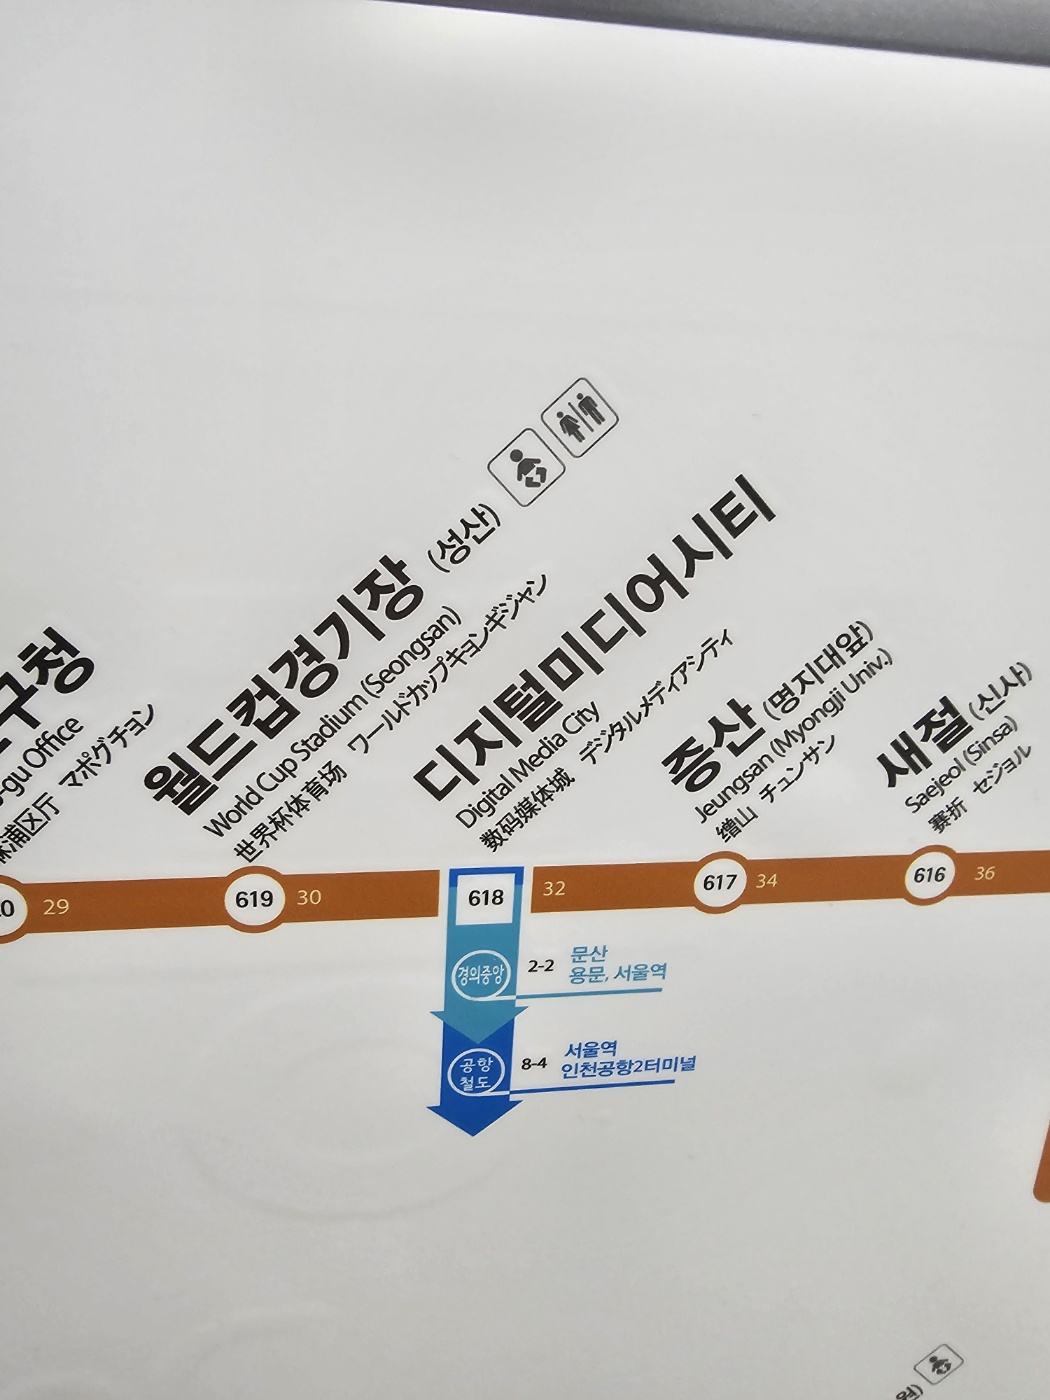 구청
-gu Office
浦区厅 マポグチョン
월드컵경기장 (성산)
World Cup Stadium (Seongsan)
世界杯体育场 ワールドカップキョンギジャン
디지털미디어시티
Digital Media City
数码媒体城 デジタルメディアシティ
증산 (명지대앞)
Jeungsan (Myongji Univ.)
缯山 チュンサン
새절 (신사)
Saejeol (Sinsa)
赛折 セジョル
0 29 619 30 618 32 617 34 616 36
경의중앙 2-2 문산
용문, 서울역
공항
철도
8-4 서울역
인천공항2터미널